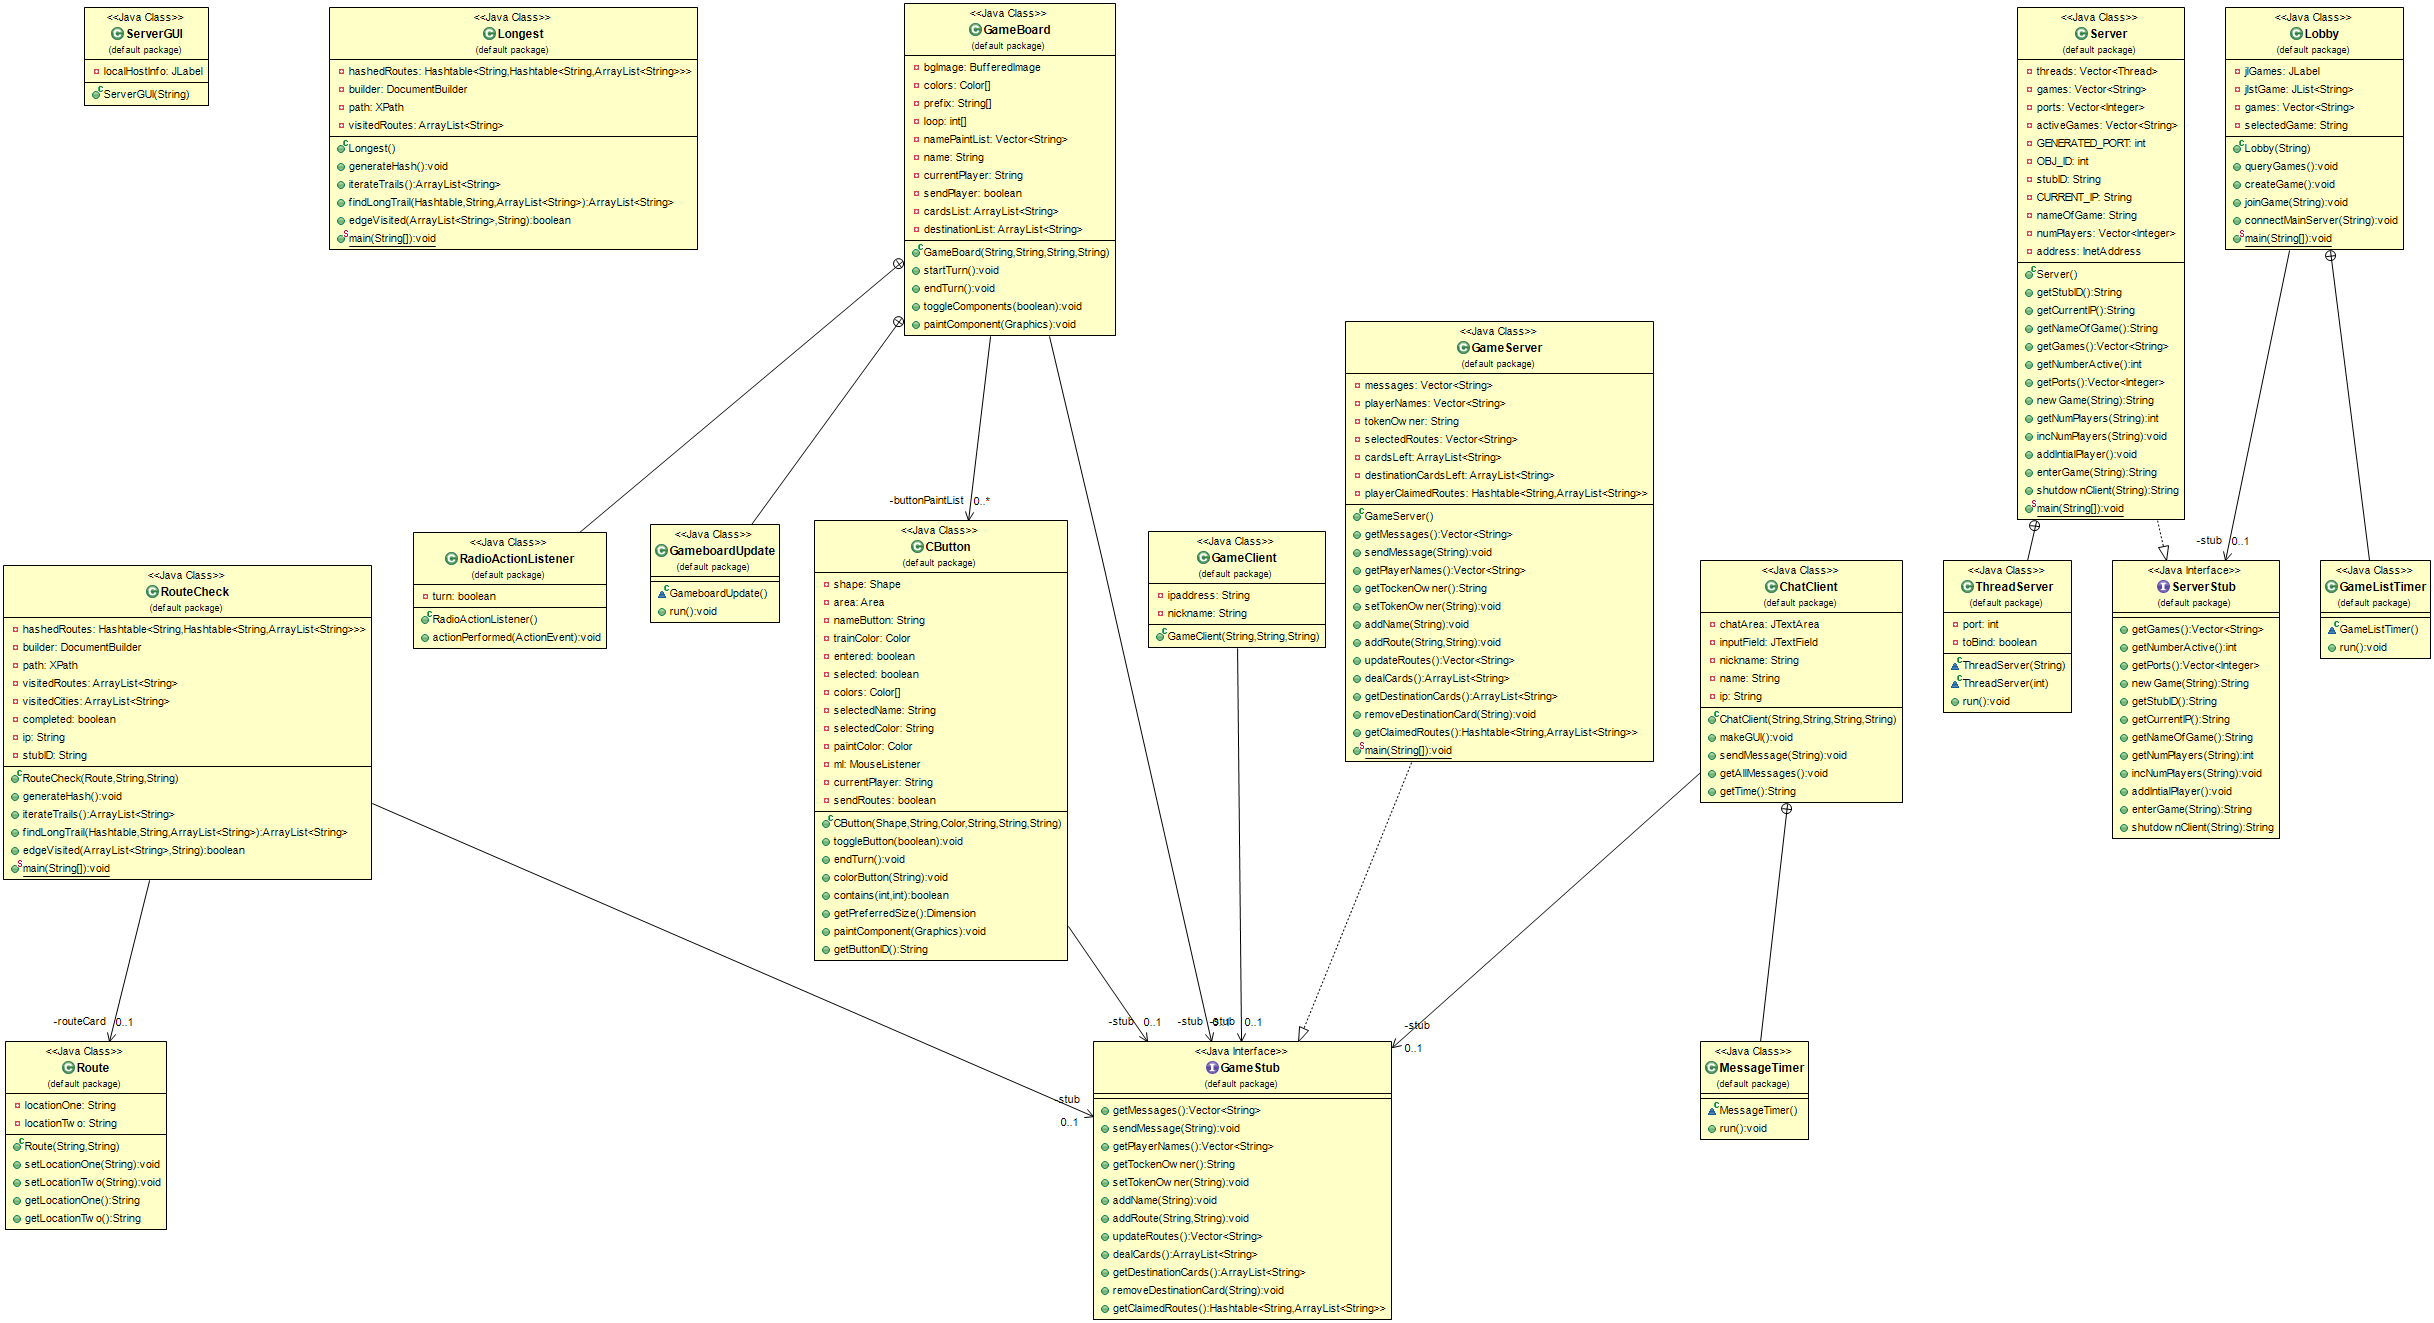 <<Java Class>>
ServerGUI
(default package)
localHostInfo: JLabel
ServerGUI(String)
<<Java Class>>
Longest
(default package)
hashedRoutes: Hashtable<String,Hashtable<String,ArrayList<String>>>
builder: DocumentBuilder
path: XPath
visitedRoutes: ArrayList<String>
Longest()
generateHash():void
iterateTrails():ArrayList<String>
findLongTrail(Hashtable,String,ArrayList<String>):ArrayList<String>
edgeVisited(ArrayList<String>,String):boolean
main(String[]):void
<<Java Class>>
GameBoard
(default package)
bgImage: BufferedImage
colors: Color[]
prefix: String[]
loop: int[]
namePaintList: Vector<String>
name: String
currentPlayer: String
sendPlayer: boolean
cardsList: ArrayList<String>
destinationList: ArrayList<String>
GameBoard(String,String,String,String)
startTurn():void
endTurn():void
toggleComponents(boolean):void
paintComponent(Graphics):void
<<Java Class>>
Server
(default package)
threads: Vector<Thread>
games: Vector<String>
ports: Vector<Integer>
activeGames: Vector<String>
GENERATED_PORT: int
OBJ_ID: int
stubID: String
CURRENT_IP: String
nameOfGame: String
numPlayers: Vector<Integer>
address: InetAddress
Server()
getStubID():String
getCurrentIP():String
getNameOfGame():String
getGames():Vector<String>
getNumberActive():int
getPorts():Vector<Integer>
newGame(String):String
getNumPlayers(String):int
incNumPlayers(String):void
addIntialPlayer():void
enterGame(String):String
shutdownClient(String):String
main(String[]):void
<<Java Class>>
Lobby
(default package)
jlGames: JLabel
jlstGame: JList<String>
games: Vector<String>
selectedGame: String
Lobby(String)
queryGames():void
createGame():void
joinGame(String):void
connectMainServer(String):void
main(String[]):void
<<Java Class>>
GameServer
(default package)
messages: Vector<String>
playerNames: Vector<String>
tokenOwner: String
selectedRoutes: Vector<String>
cardsLeft: ArrayList<String>
destinationCardsLeft: ArrayList<String>
playerClaimedRoutes: Hashtable<String,ArrayList<String>>
GameServer()
getMessages():Vector<String>
sendMessage(String):void
getPlayerNames():Vector<String>
getTockenOwner():String
setTokenOwner(String):void
addName(String):void
addRoute(String,String):void
updateRoutes():Vector<String>
dealCards():ArrayList<String>
getDestinationCards():ArrayList<String>
removeDestinationCard(String):void
getClaimedRoutes():Hashtable<String,ArrayList<String>>
main(String[]):void
-buttonPaintList 0..*
-stub 0..1
<<Java Class>>
RouteCheck
(default package)
hashedRoutes: Hashtable<String,Hashtable<String,ArrayList<String>>>
builder: DocumentBuilder
path: XPath
visitedRoutes: ArrayList<String>
visitedCities: ArrayList<String>
completed: boolean
ip: String
stubID: String
RouteCheck(Route,String,String)
generateHash():void
iterateTrails():ArrayList<String>
findLongTrail(Hashtable,String,ArrayList<String>):ArrayList<String>
edgeVisited(ArrayList<String>,String):boolean
main(String[]):void
<<Java Class>>
RadioActionListener
(default package)
turn: boolean
RadioActionListener()
actionPerformed(ActionEvent):void
<<Java Class>>
GameboardUpdate
(default package)
GameboardUpdate()
run():void
<<Java Class>>
CButton
(default package)
shape: Shape
area: Area
nameButton: String
trainColor: Color
entered: boolean
selected: boolean
colors: Color[]
selectedName: String
selectedColor: String
paintColor: Color
ml: MouseListener
currentPlayer: String
sendRoutes: boolean
CButton(Shape,String,Color,String,String,String)
toggleButton(boolean):void
endTurn():void
colorButton(String):void
contains(int,int):boolean
getPreferredSize():Dimension
paintComponent(Graphics):void
getButtonID():String
<<Java Class>>
GameClient
(default package)
ipaddress: String
nickname: String
GameClient(String,String,String)
<<Java Class>>
ChatClient
(default package)
chatArea: JTextArea
inputField: JTextField
nickname: String
name: String
ip: String
ChatClient(String,String,String,String)
makeGUI():void
sendMessage(String):void
getAllMessages():void
getTime():String
<<Java Class>>
ThreadServer
(default package)
port: int
toBind: boolean
ThreadServer(String)
ThreadServer(int)
run():void
<<Java Interface>>
ServerStub
(default package)
getGames():Vector<String>
getNumberActive():int
getPorts():Vector<Integer>
newGame(String):String
getStubID():String
getCurrentIP():String
getNameOfGame():String
getNumPlayers(String):int
incNumPlayers(String):void
addIntialPlayer():void
enterGame(String):String
shutdownClient(String):String
<<Java Class>>
GameListTimer
(default package)
GameListTimer()
run():void
-routeCard 0..1
-stub 0..1
-stub 0..1
-stub 0..1
-stub
0..1
-stub
0..1
<<Java Class>>
Route
(default package)
locationOne: String
locationTwo: String
Route(String,String)
setLocationOne(String):void
setLocationTwo(String):void
getLocationOne():String
getLocationTwo():String
<<Java Interface>>
GameStub
(default package)
getMessages():Vector<String>
sendMessage(String):void
getPlayerNames():Vector<String>
getTockenOwner():String
setTokenOwner(String):void
addName(String):void
addRoute(String,String):void
updateRoutes():Vector<String>
dealCards():ArrayList<String>
getDestinationCards():ArrayList<String>
removeDestinationCard(String):void
getClaimedRoutes():Hashtable<String,ArrayList<String>>
<<Java Class>>
MessageTimer
(default package)
MessageTimer()
run():void